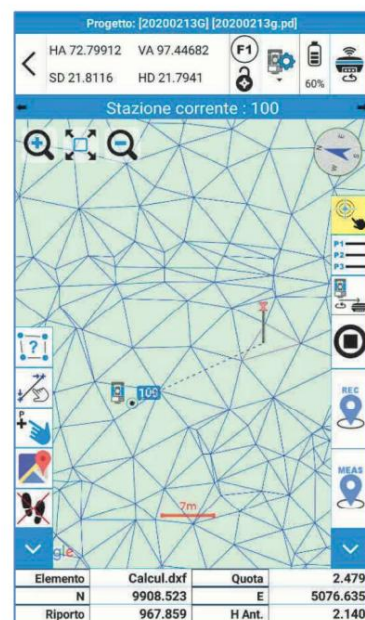 Progetto: [20200213G] [20200213g.pd]
HA 72.79912 VA 97.44682 F1
SD 21.8116 HD 21.7941 60%
Stazione corrente : 100
P1
P2
P3
?
100
REC
P
MEAS
7m
gle
Elemento Calcul.dxf Quota 2.479
N 9908.523 E 5076.635
Riporto 967.859 H Ant. 2.140